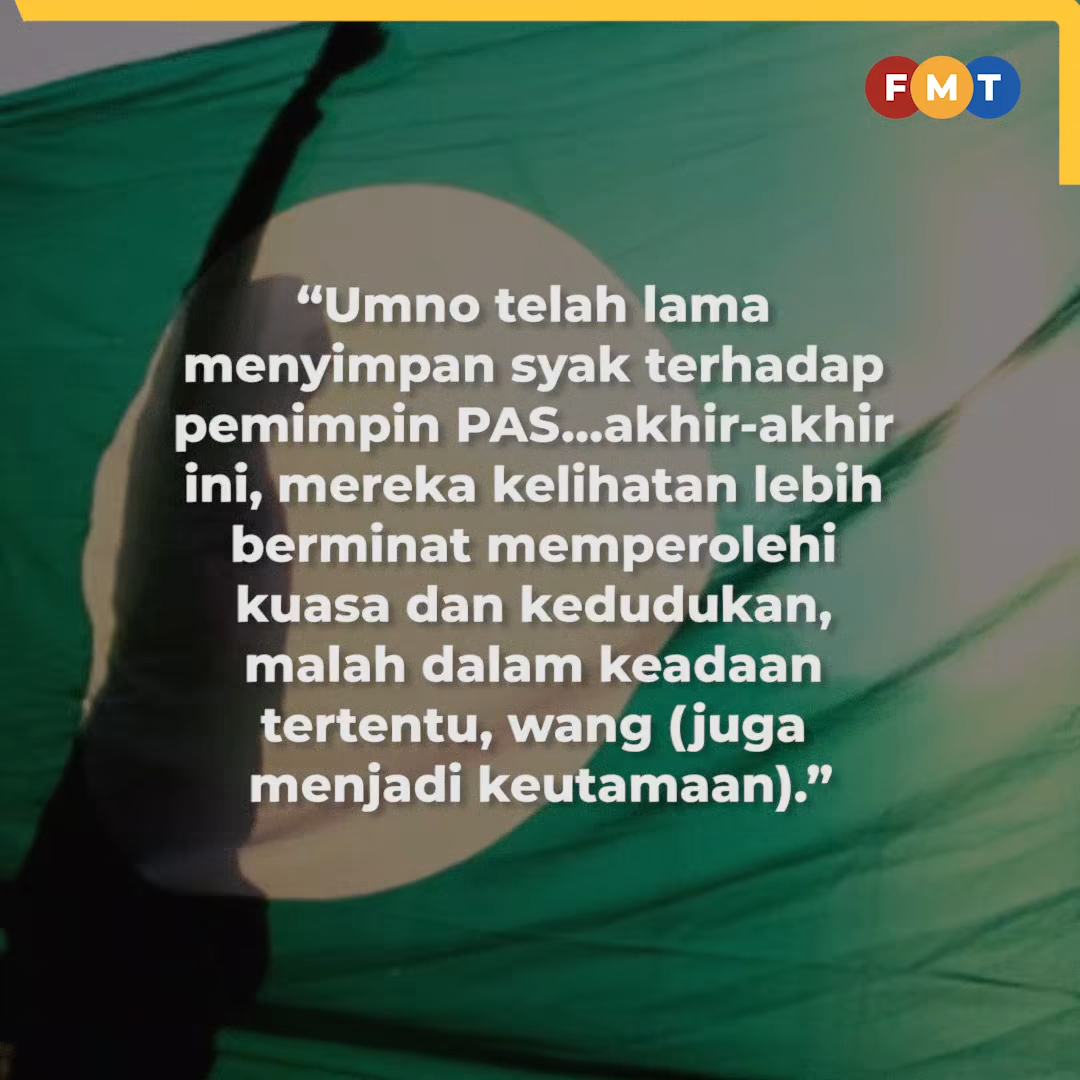 FMT
“Umno telah lama
menyimpan syak terhadap
pemimpin PAS...akhir-akhir
ini, mereka kelihatan lebih
berminat memperolehi
kuasa dan kedudukan,
malah dalam keadaan
tertentu, wang (juga
menjadi keutamaan).”